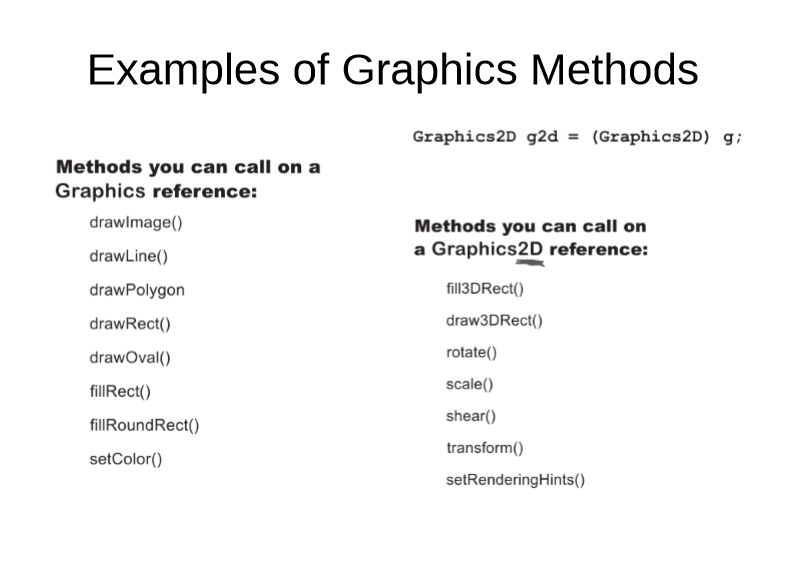 Examples of Graphics Methods
Graphics2D g2d = (Graphics2D) g;
Methods you can call on a
Graphics reference:
drawImage()
drawLine()
drawPolygon
drawRect()
drawOval()
fillRect()
fillRoundRect()
setColor()
Methods you can call on
a Graphics2D reference:
fill3DRect()
draw3DRect()
rotate()
scale()
shear()
transform()
setRenderingHints()